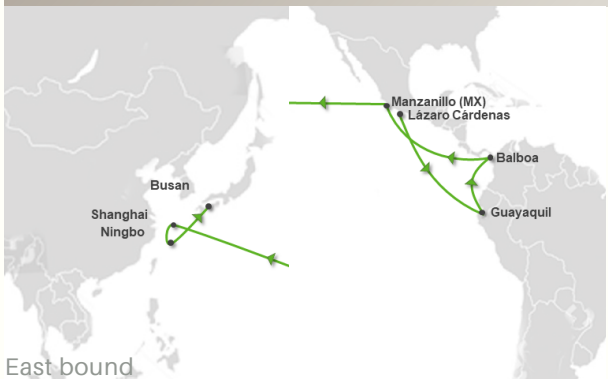 Busan
Shanghai
Ningbo
Manzanillo (MX)
Lázaro Cárdenas
Balboa
Guayaquil
East bound